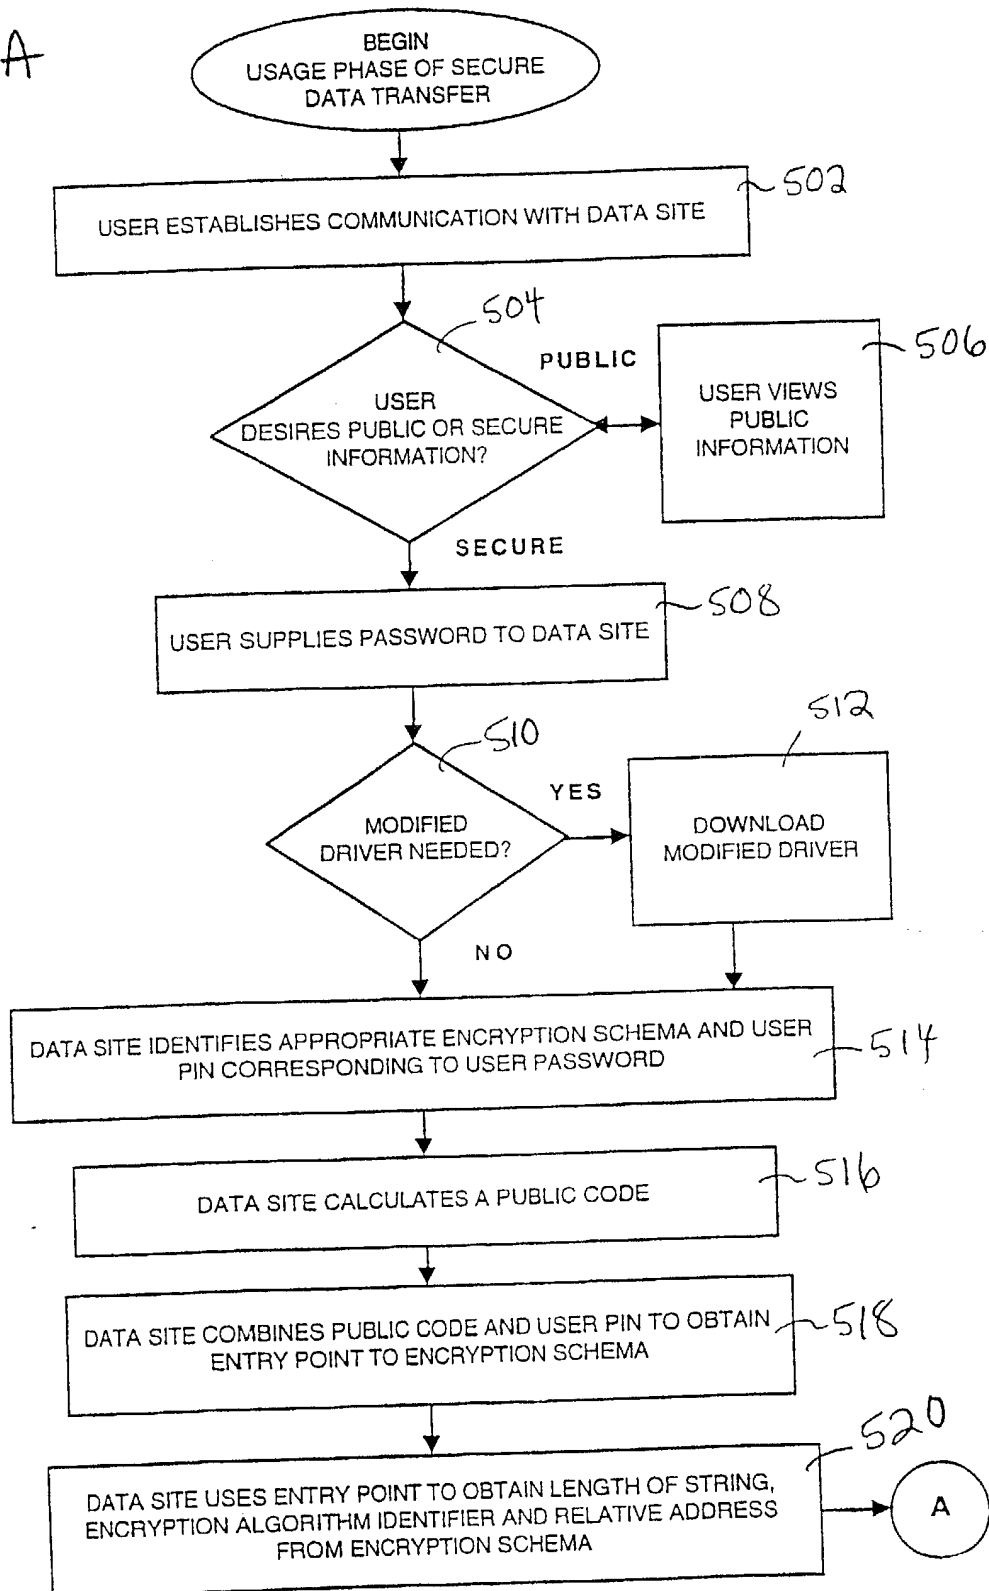 A
BEGIN
USAGE PHASE OF SECURE
DATA TRANSFER
502
USER ESTABLISHES COMMUNICATION WITH DATA SITE
504
PUBLIC
506
USER
DESIRES PUBLIC OR SECURE
INFORMATION?
USER VIEWS
PUBLIC
INFORMATION
SECURE
508
USER SUPPLIES PASSWORD TO DATA SITE
510
512
YES
MODIFIED
DRIVER NEEDED?
DOWNLOAD
MODIFIED DRIVER
NO
DATA SITE IDENTIFIES APPROPRIATE ENCRYPTION SCHEMA AND USER
PIN CORRESPONDING TO USER PASSWORD
514
DATA SITE CALCULATES A PUBLIC CODE
516
DATA SITE COMBINES PUBLIC CODE AND USER PIN TO OBTAIN
ENTRY POINT TO ENCRYPTION SCHEMA
518
520
DATA SITE USES ENTRY POINT TO OBTAIN LENGTH OF STRING,
ENCRYPTION ALGORITHM IDENTIFIER AND RELATIVE ADDRESS
FROM ENCRYPTION SCHEMA
A